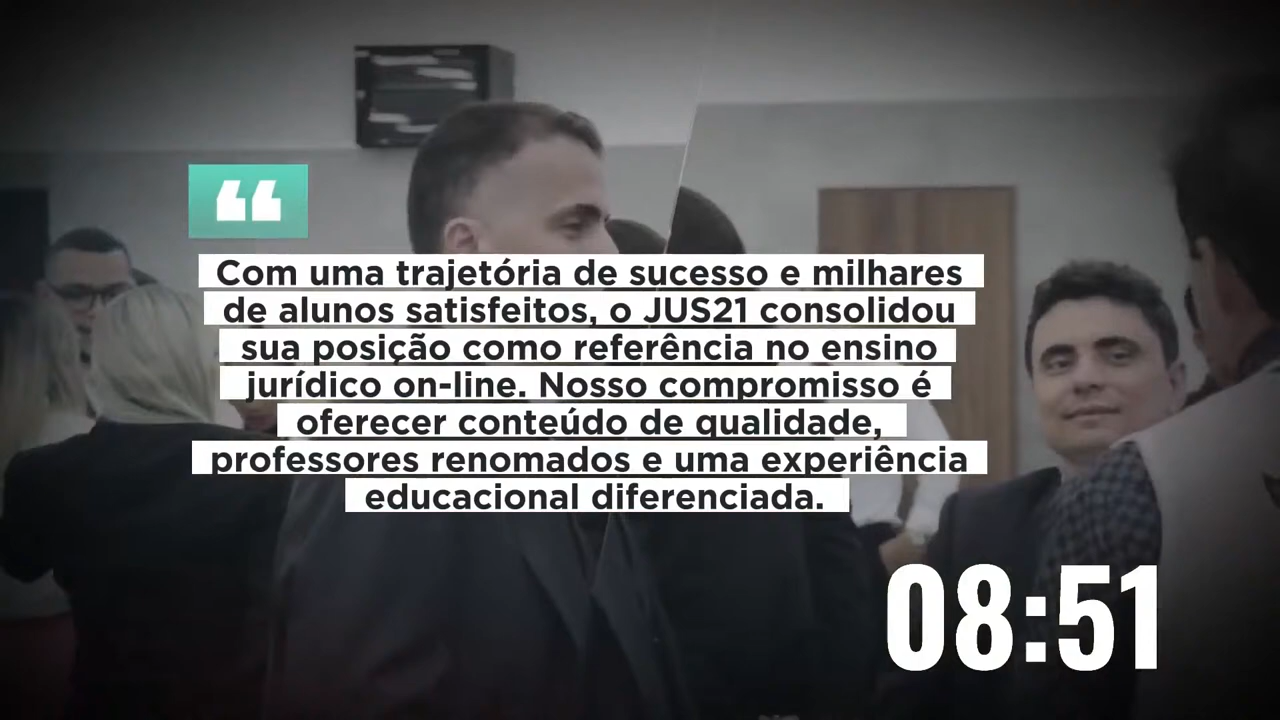 ❝
Com uma trajetória de sucesso e milhares
de alunos satisfeitos, o JUS21 consolidou
sua posição como referência no ensino
jurídico on-line. Nosso compromisso é
oferecer conteúdo de qualidade,
professores renomados e uma experiência
educacional diferenciada.
08:51